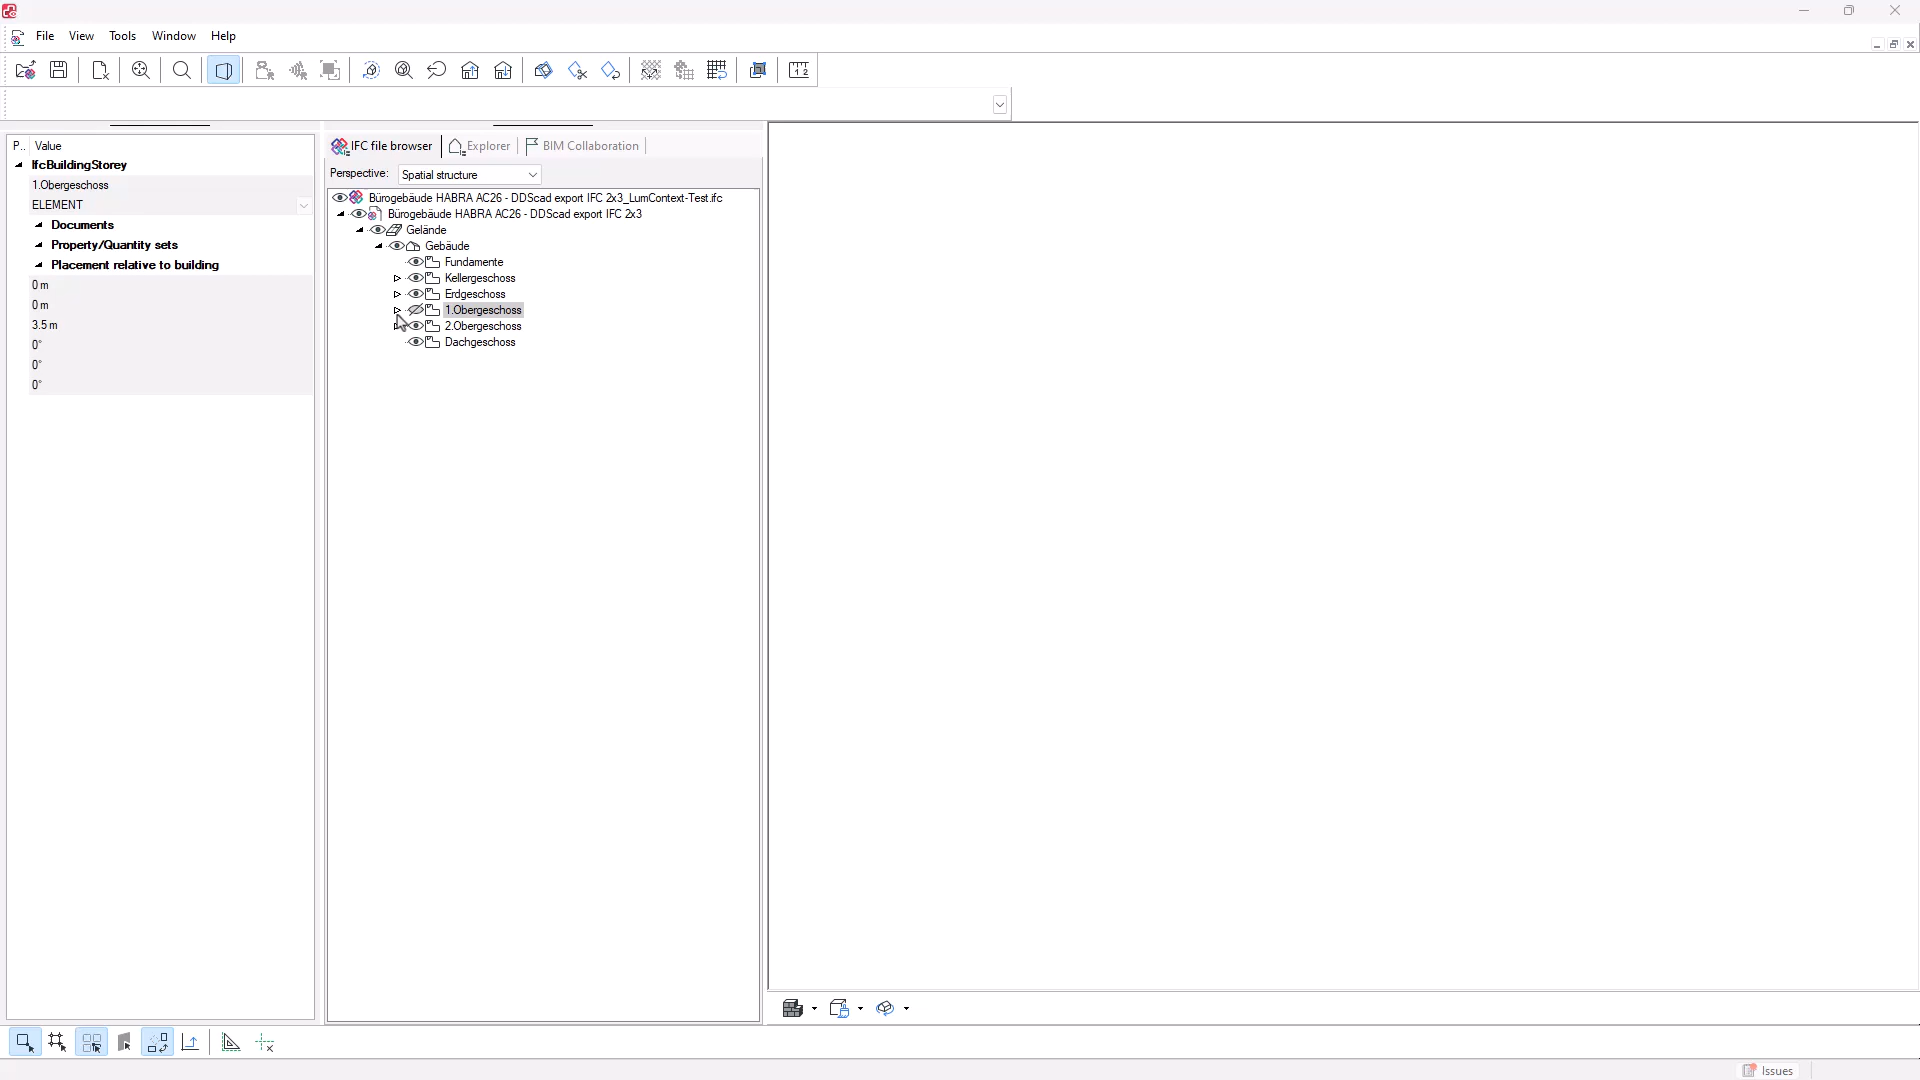 File View Tools Window Help
P.. Value
IfcBuildingStorey
1.Obergeschoss
ELEMENT
Documents
Property/Quantity sets
Placement relative to building
0 m
0 m
3.5 m
0°
0°
0°
IFC file browser Explorer BIM Collaboration
Perspective: Spatial structure
Bürogebäude HABRA AC26 - DDScad export IFC 2x3_LumContext-Test.ifc
Bürogebäude HABRA AC26 - DDScad export IFC 2x3
Gelände
Gebäude
Fundamente
Kellergeschoss
Erdgeschoss
1.Obergeschoss
2.Obergeschoss
Dachgeschoss
Issues